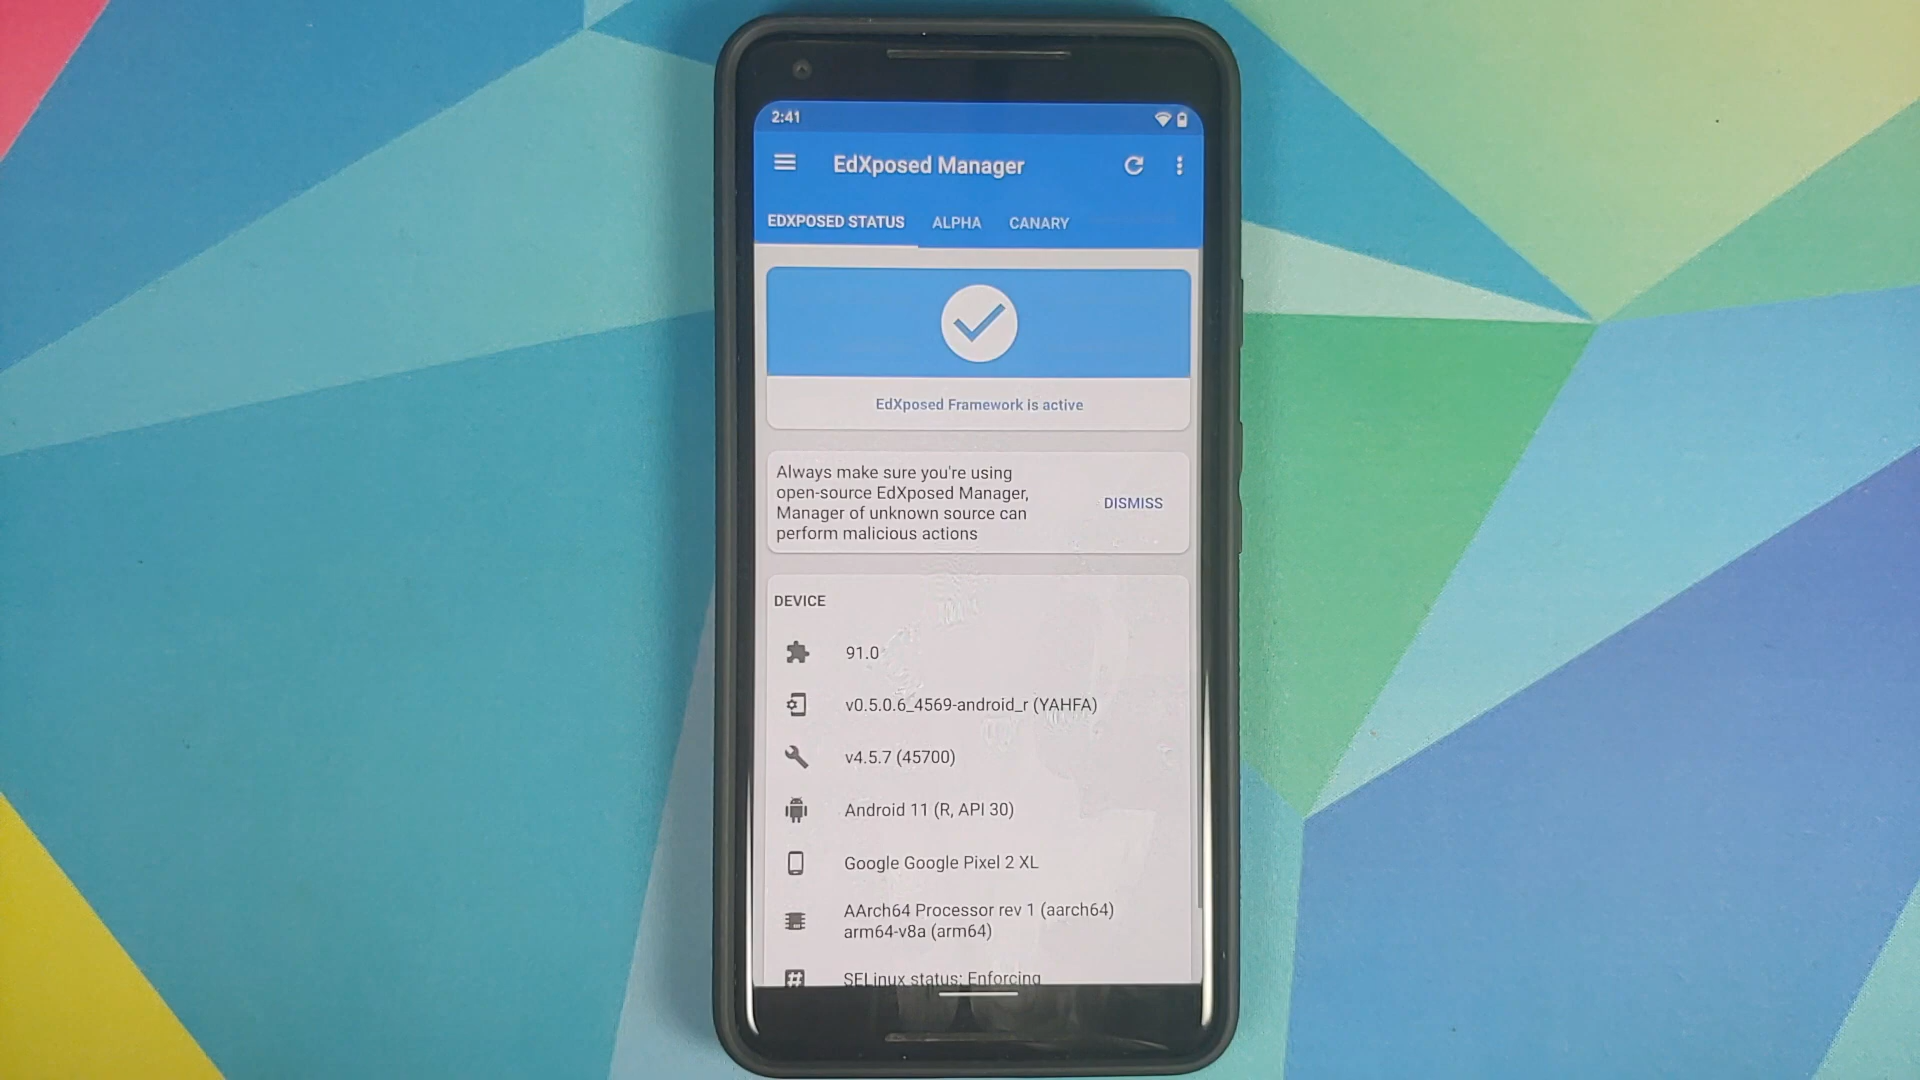 2:41
EdXposed Manager
EDXPOSED STATUS ALPHA CANARY
EdXposed Framework is active
Always make sure you're using
open-source EdXposed Manager,
Manager of unknown source can
perform malicious actions
DISMISS
DEVICE
91.0
v0.5.0.6_4569-android_r (YAHFA)
v4.5.7 (45700)
Android 11 (R, API 30)
Google Google Pixel 2 XL
AArch64 Processor rev 1 (aarch64)
arm64-v8a (arm64)
SELinux status: Enforcing